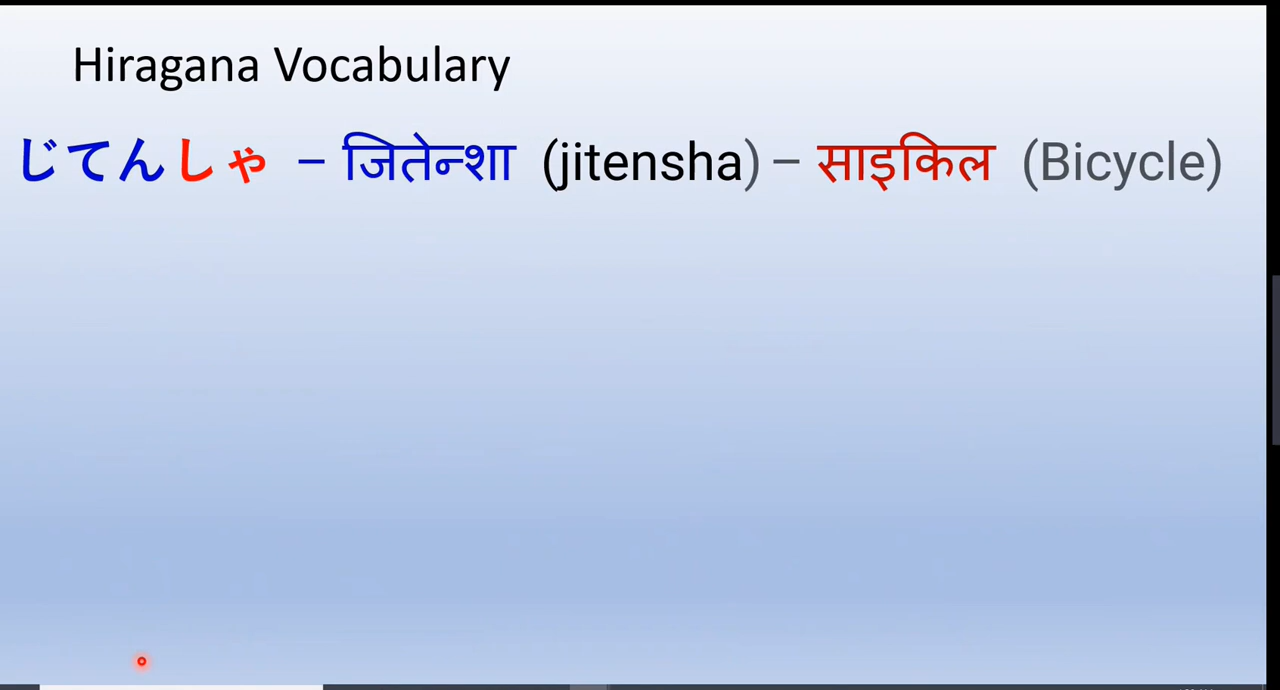 Hiragana Vocabulary
じてんしゃ – जितेन्शा (jitensha) – साइकिल (Bicycle)